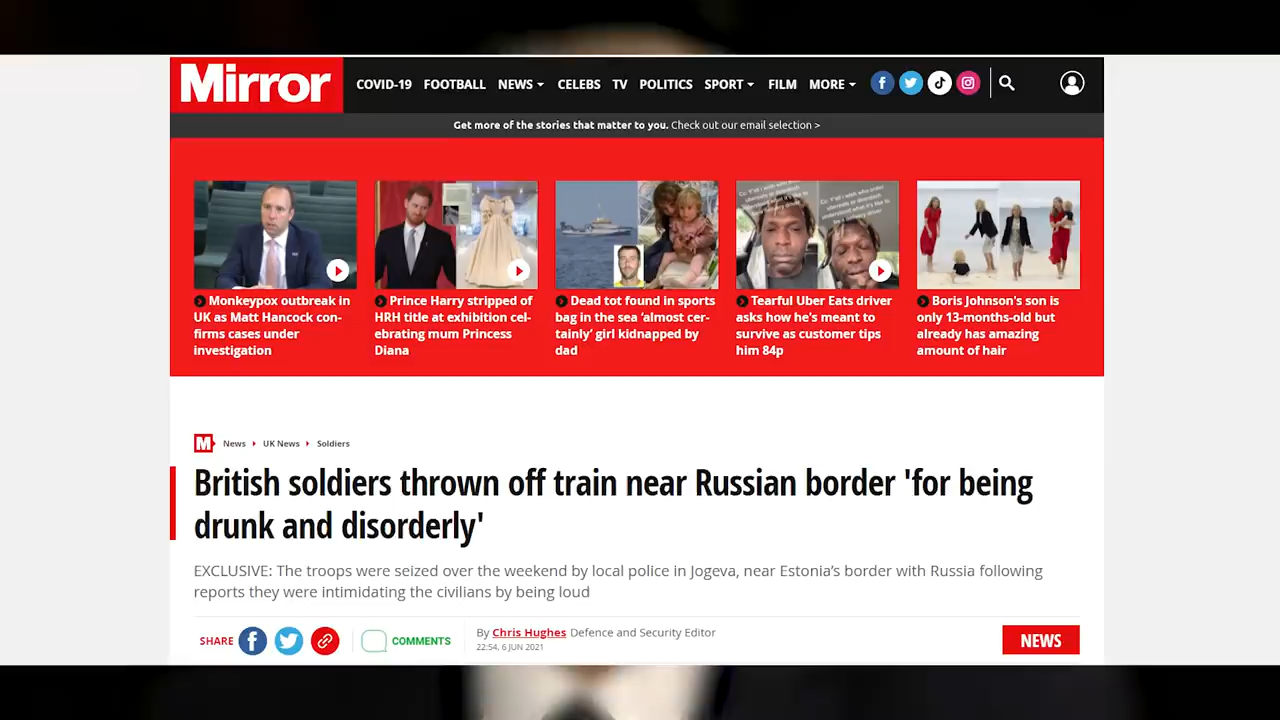 Mirror
COVID-19 FOOTBALL NEWS CELEBS TV POLITICS SPORT FILM MORE
Get more of the stories that matter to you. Check out our email selection >
Monkeypox outbreak in
UK as Matt Hancock con-
firms cases under
investigation
Prince Harry stripped of
HRH title at exhibition cel-
ebrating mum Princess
Diana
Dead tot found in sports
bag in the sea ‘almost cer-
tainly’ girl kidnapped by
dad
Tearful Uber Eats driver
asks how he's meant to
survive as customer tips
him 84p
Boris Johnson's son is
only 13-months-old but
already has amazing
amount of hair
M News UK News Soldiers
British soldiers thrown off train near Russian border 'for being
drunk and disorderly'
EXCLUSIVE: The troops were seized over the weekend by local police in Jogeva, near Estonia’s border with Russia following
reports they were intimidating the civilians by being loud
SHARE COMMENTS By Chris Hughes Defence and Security Editor
22:54, 6 JUN 2021
NEWS